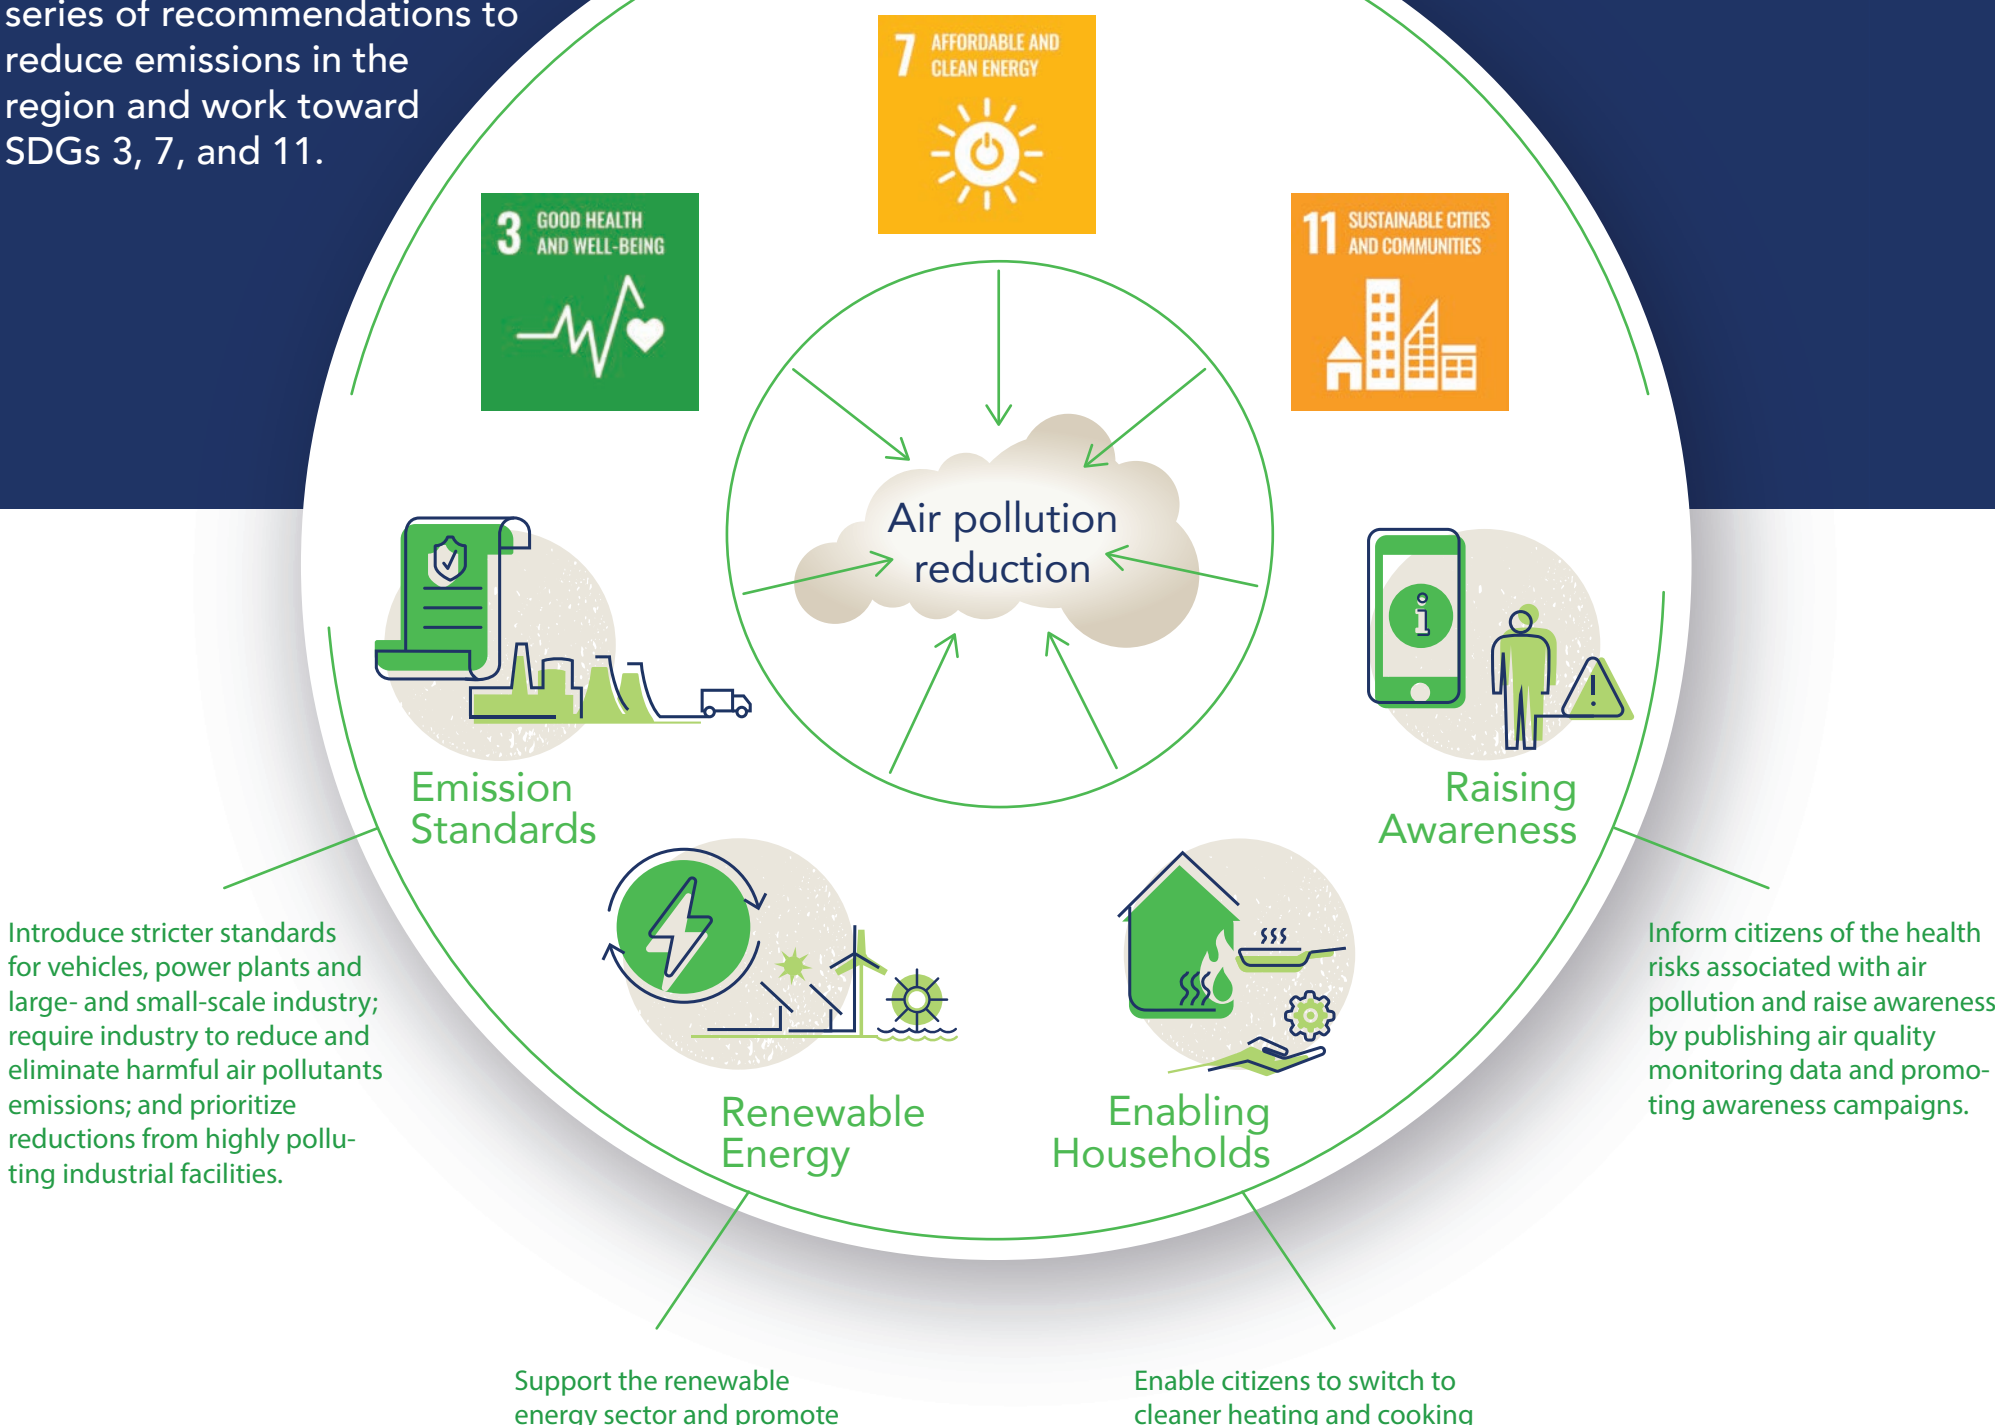 series of recommendations to
reduce emissions in the
region and work toward
SDGs 3, 7, and 11.
7 AFFORDABLE AND
CLEAN ENERGY
3 GOOD HEALTH
AND WELL-BEING
11 SUSTAINABLE CITIES
AND COMMUNITIES
Air pollution
reduction
i
!
Emission
Standards
Raising
Awareness
Introduce stricter standards
for vehicles, power plants and
large- and small-scale industry;
require industry to reduce and
eliminate harmful air pollutants
emissions; and prioritize
reductions from highly pollu-
ting industrial facilities.
Inform citizens of the health
risks associated with air
pollution and raise awareness
by publishing air quality
monitoring data and promo-
ting awareness campaigns.
Renewable
Energy
Enabling
Households
Support the renewable
energy sector and promote
Enable citizens to switch to
cleaner heating and cooking